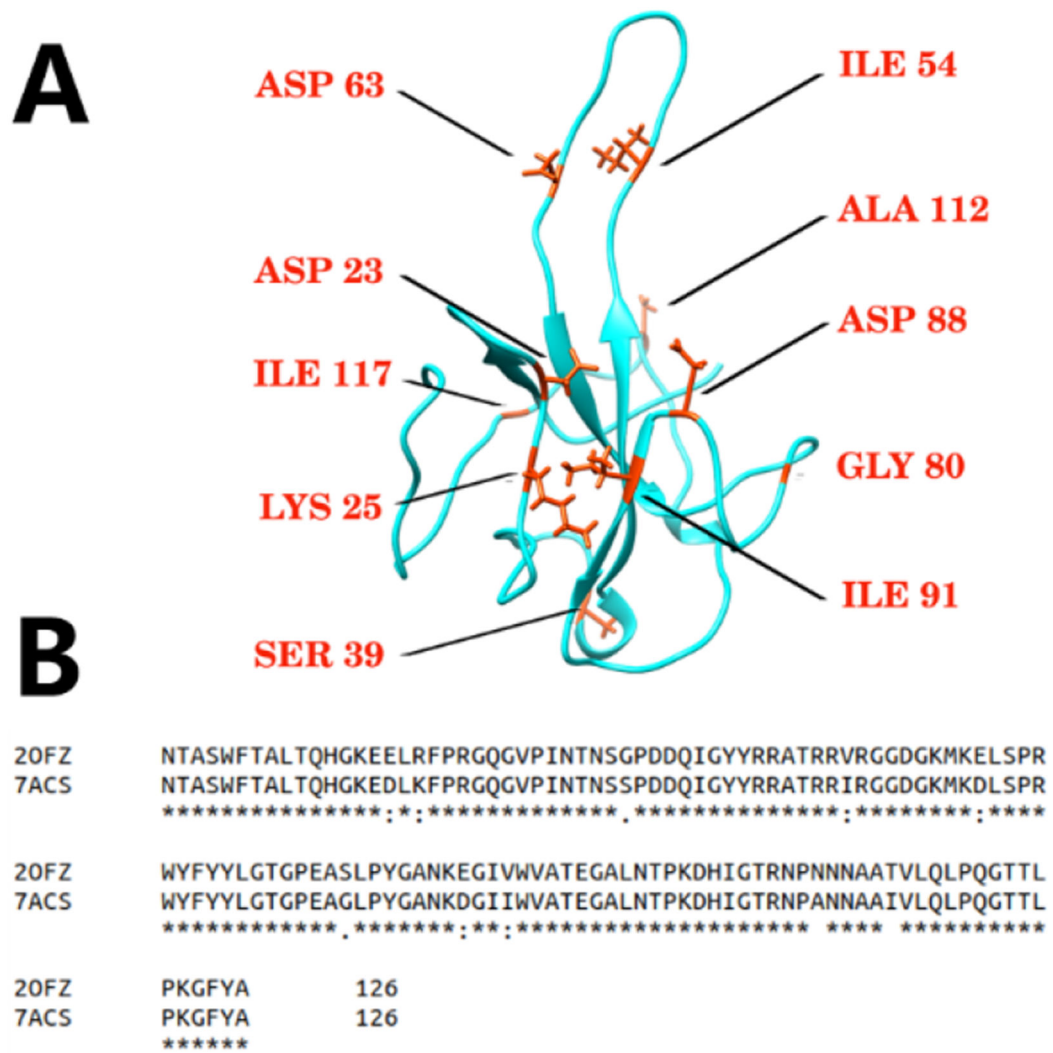 A
ASP 63
ILE 54
ALA 112
ASP 23
ASP 88
ILE 117
GLY 80
LYS 25
ILE 91
SER 39
B
2OFZ NTASWFTALTQHGKEELRFPRGQGVPINTNSGPDDQIGYYRRATRRVRGGDGKMKELSPR
7ACS NTASWFTALTQHGKEDLKFPRGQGVPINTNSSPDDQIGYYRRATRRIRGGDGKMKDLSPR
***************:*:*************.***************:********:****
2OFZ WYFYYLGTGPEASLPYGANKEGIVWVATEGALNTPKDHIGTRNPNNNAATVLQLPQGTTL
7ACS WYFYYLGTGPEAGLPYGANKDGIIWVATEGALNTPKDHIGTRNPANNAAIVLQLPQGTTL
************.*******:**:******************** **** **********
2OFZ PKGFYA 126
7ACS PKGFYA 126
******